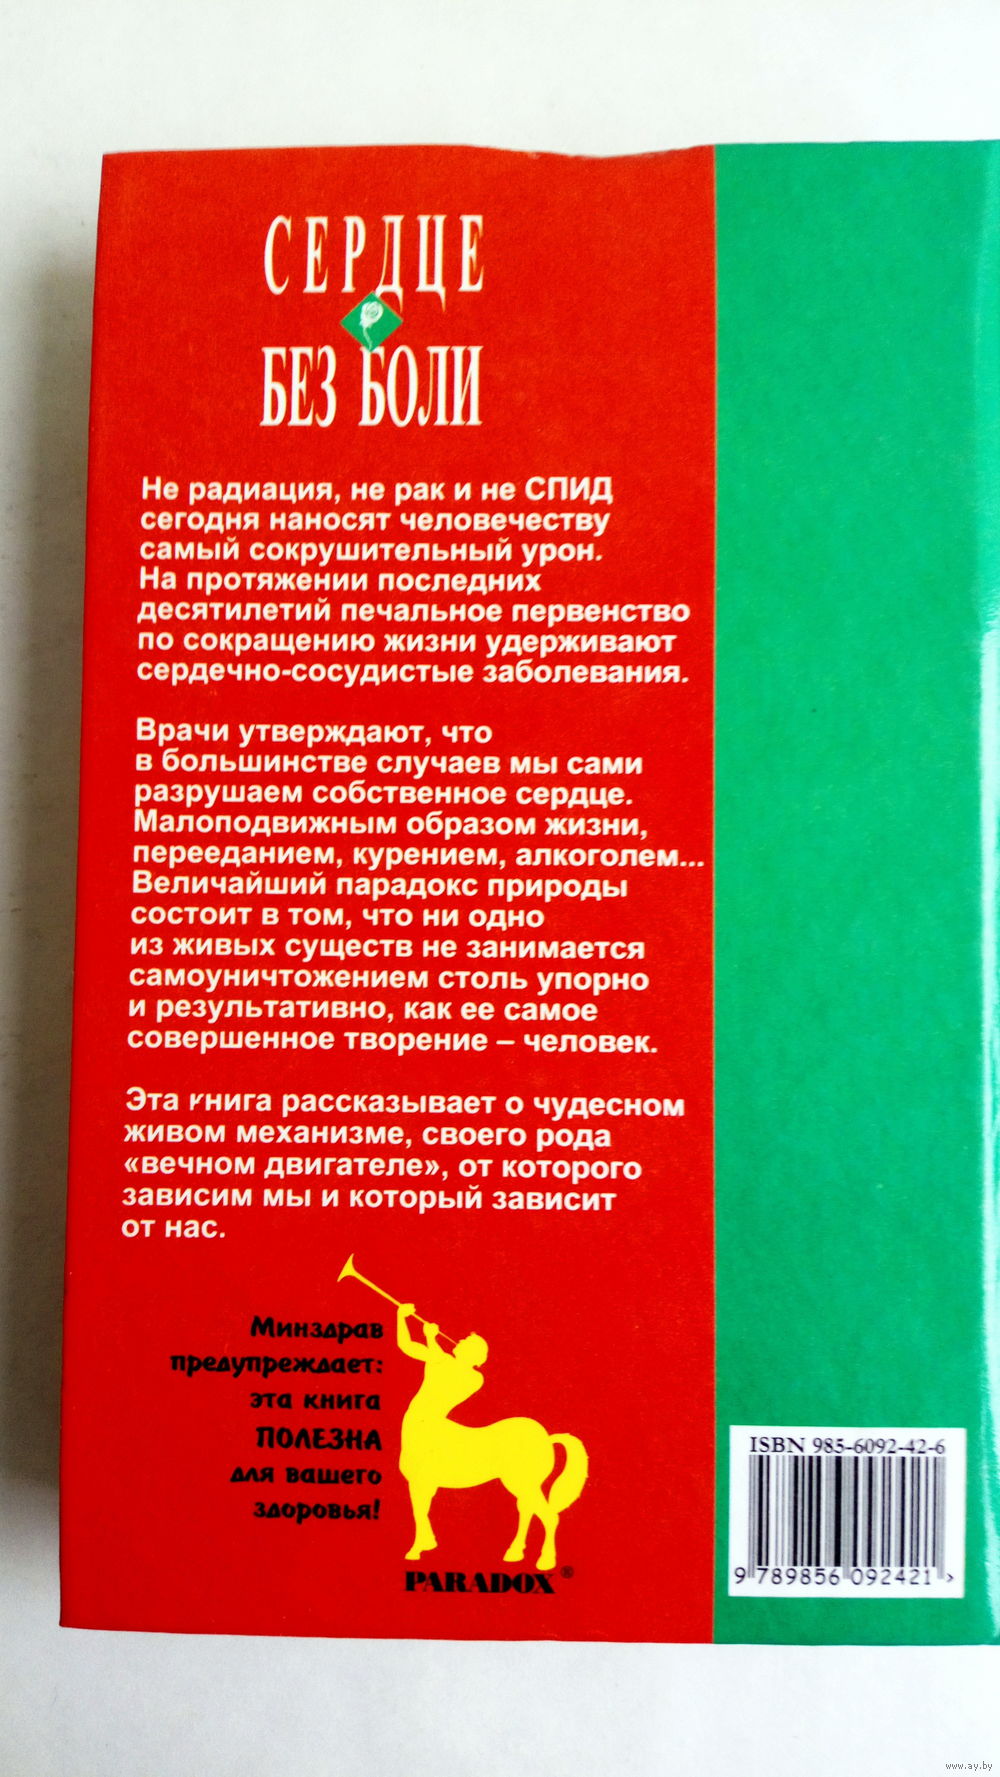 СЕРДЦЕ
БЕЗ БОЛИ
Не радиация, не рак и не СПИД
сегодня наносят человечеству
самый сокрушительный урон.
На протяжении последних
десятилетий печальное первенство
по сокращению жизни удерживают
сердечно-сосудистые заболевания.
Врачи утверждают, что
в большинстве случаев мы сами
разрушаем собственное сердце.
Малоподвижным образом жизни,
перееданием, курением, алкоголем...
Величайший парадокс природы
состоит в том, что ни одно
из живых существ не занимается
самоуничтожением столь упорно
и результативно, как ее самое
совершенное творение – человек.
Эта книга рассказывает о чудесном
живом механизме, своего рода
«вечном двигателе», от которого
зависим мы и который зависит
от нас.
Минздрав
предупреждает:
эта книга
ПОЛЕЗНА
для вашего
здоровья!
PARADOX ®
ISBN 985-6092-42-6
9 789856 092421 >
www.ay.by